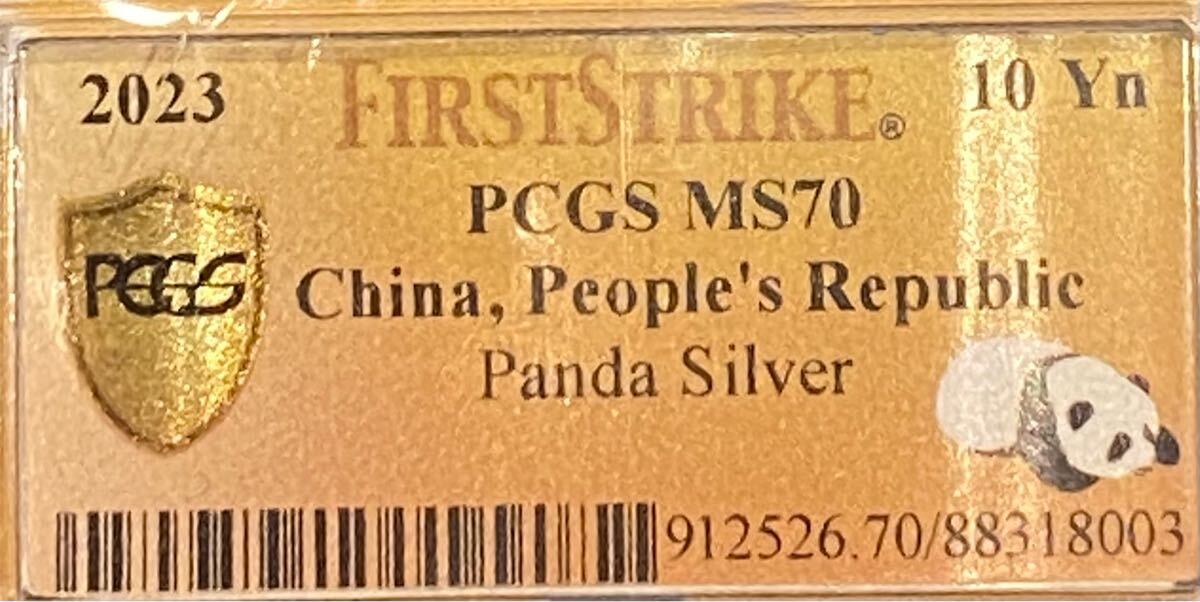 2023 FIRSTSTRIKE® 10 Yn
PCGS MS70
PCGS
China, People's Republic
Panda Silver
912526.70/88318003